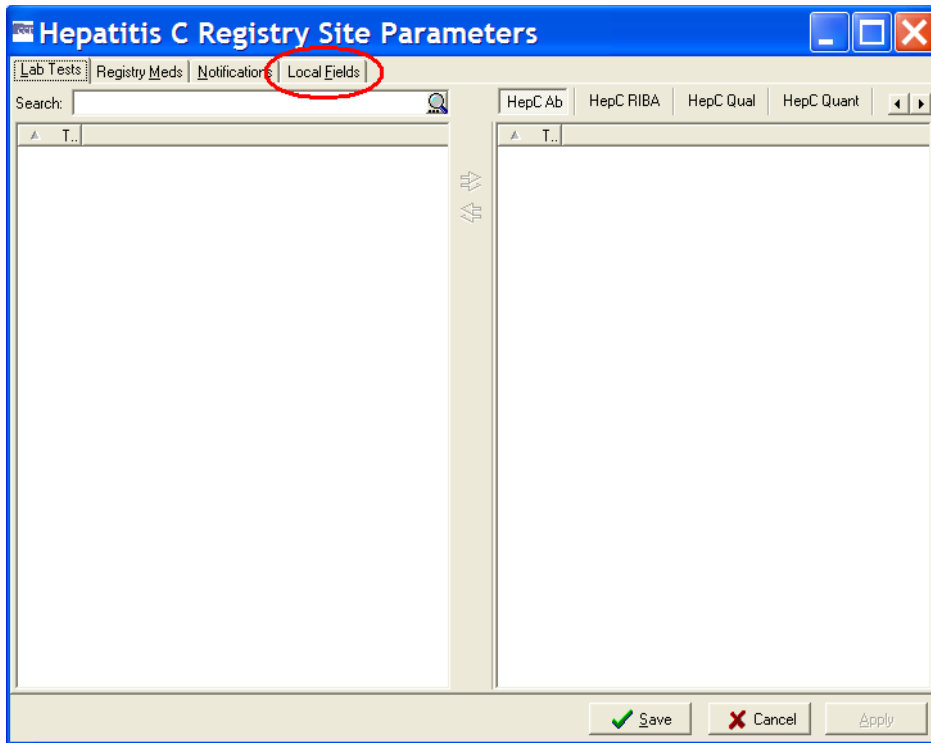 Hepatitis C Registry Site Parameters
Lab Tests Registry Meds Notifications Local Fields
Search: HepC Ab HepC RIBA HepC Qual HepC Quant
T.. T..
Save Cancel Apply